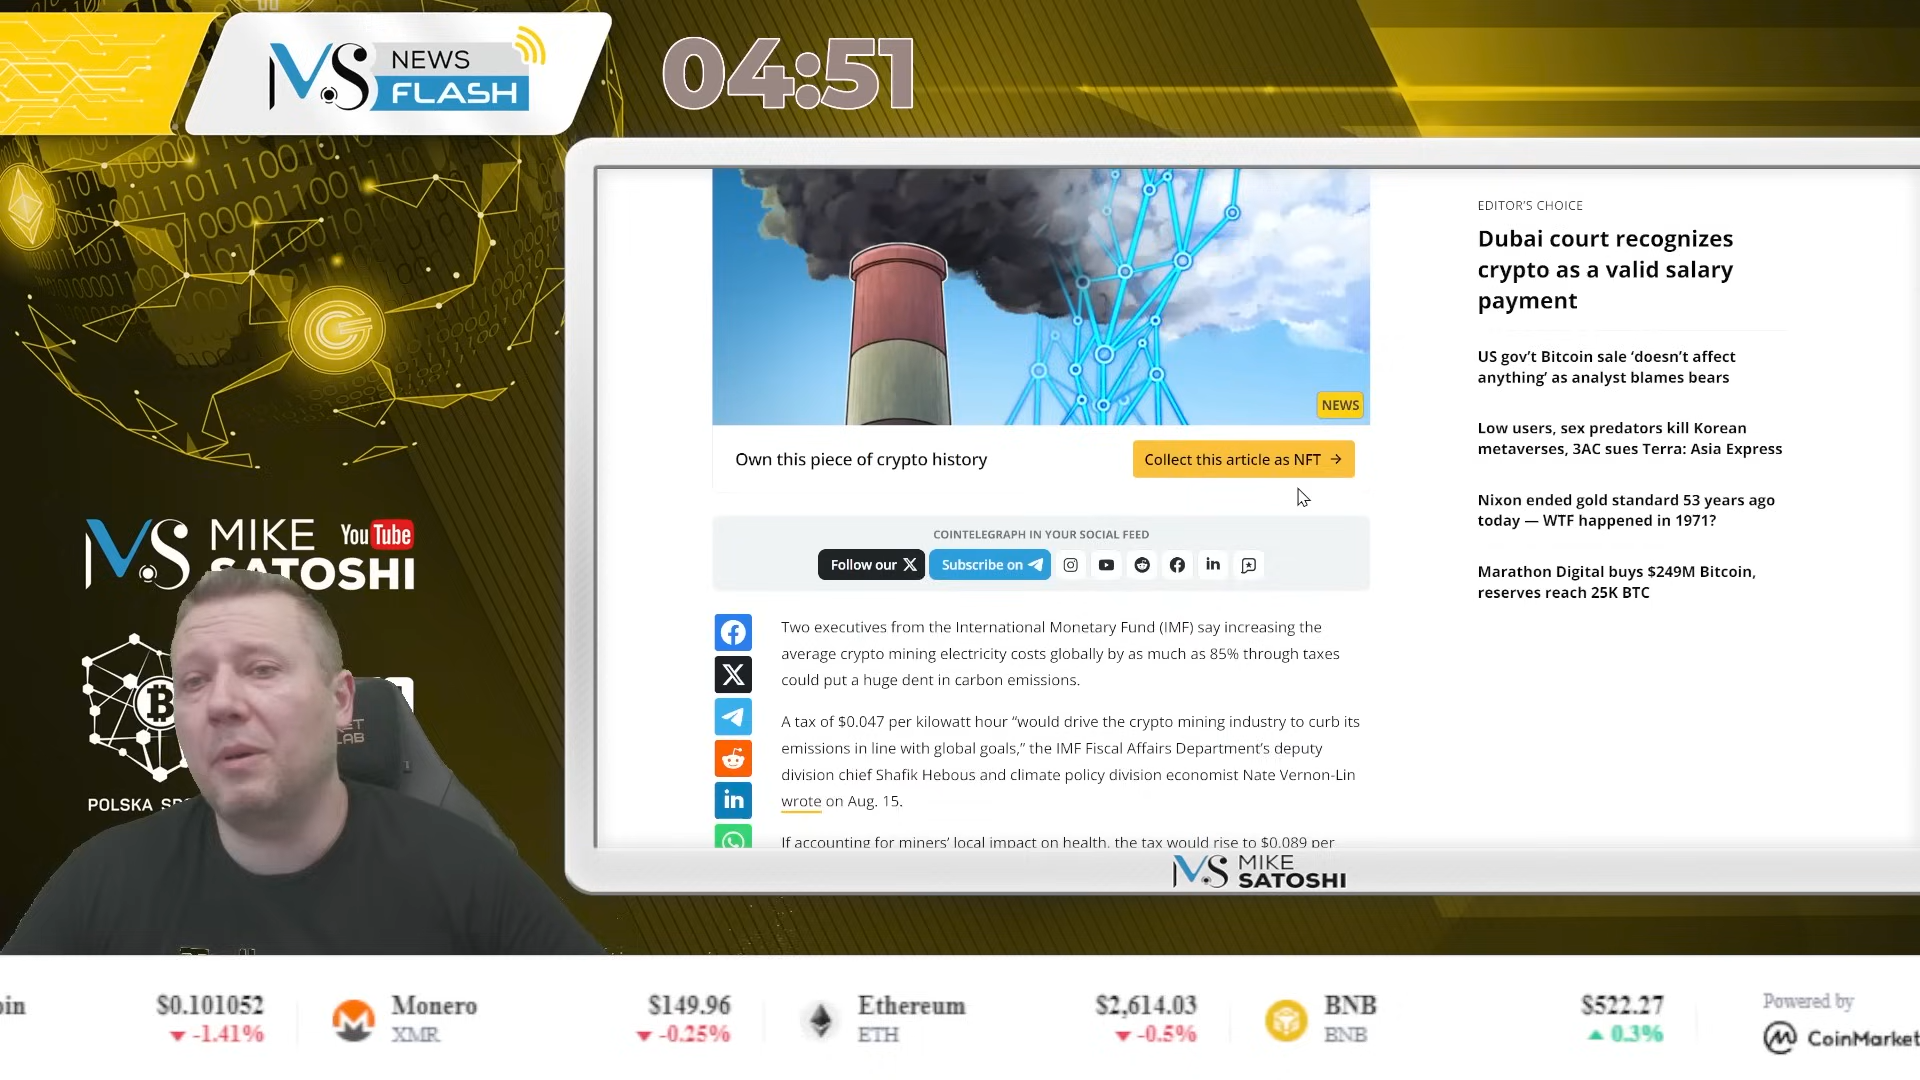 NEWS
FLASH
04:51
EDITOR'S CHOICE
Dubai court recognizes
crypto as a valid salary
payment
US gov't Bitcoin sale ‘doesn't affect
anything’ as analyst blames bears
Low users, sex predators kill Korean
metaverses, 3AC sues Terra: Asia Express
Nixon ended gold standard 53 years ago
today — WTF happened in 1971?
Marathon Digital buys $249M Bitcoin,
reserves reach 25K BTC
NEWS
Own this piece of crypto history
Collect this article as NFT →
COINTELEGRAPH IN YOUR SOCIAL FEED
Follow our X
Subscribe on
Two executives from the International Monetary Fund (IMF) say increasing the
average crypto mining electricity costs globally by as much as 85% through taxes
could put a huge dent in carbon emissions.
A tax of $0.047 per kilowatt hour “would drive the crypto mining industry to curb its
emissions in line with global goals,” the IMF Fiscal Affairs Department's deputy
division chief Shafik Hebous and climate policy division economist Nate Vernon-Lin
wrote on Aug. 15.
If accounting for miners' local impact on health, the tax would rise to $0.089 per
MIKE
SATOSHI
MIKE YouTube
SATOSHI
POLSKA
oin
$0.101052
-1.41%
Monero
XMR
$149.96
-0.25%
Ethereum
ETH
$2,614.03
-0.5%
BNB
BNB
$522.27
0.3%
Powered by
CoinMarket